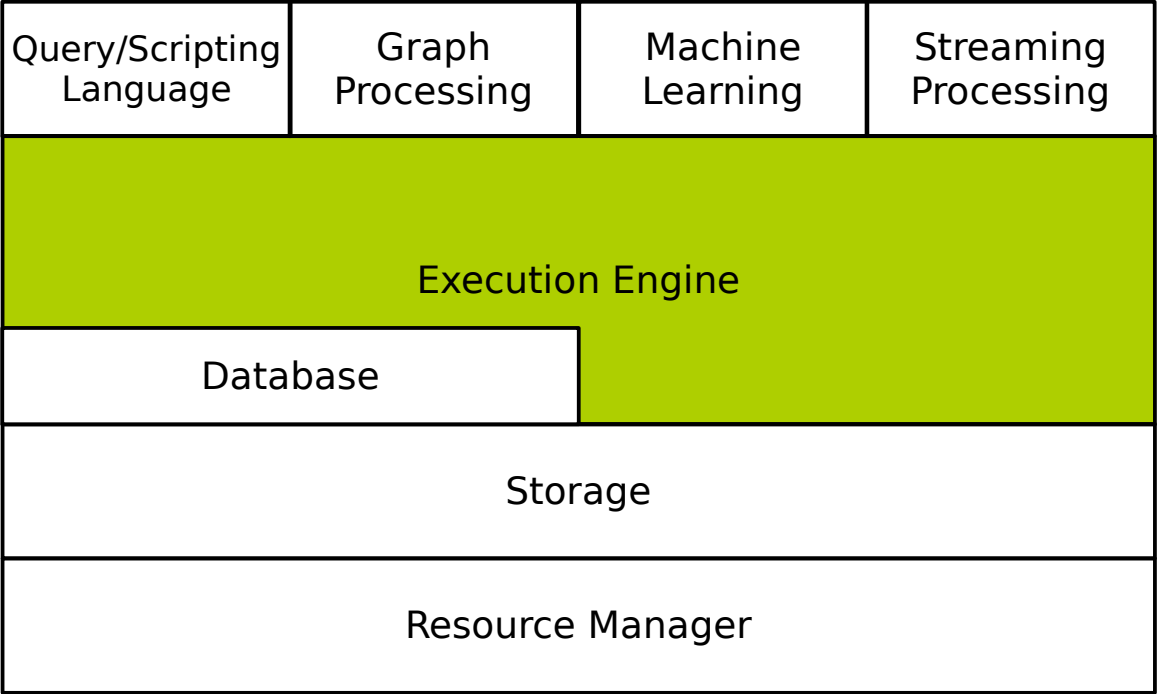 Query/Scripting
Language
Graph
Processing
Machine
Learning
Streaming
Processing
Execution Engine
Database
Storage
Resource Manager